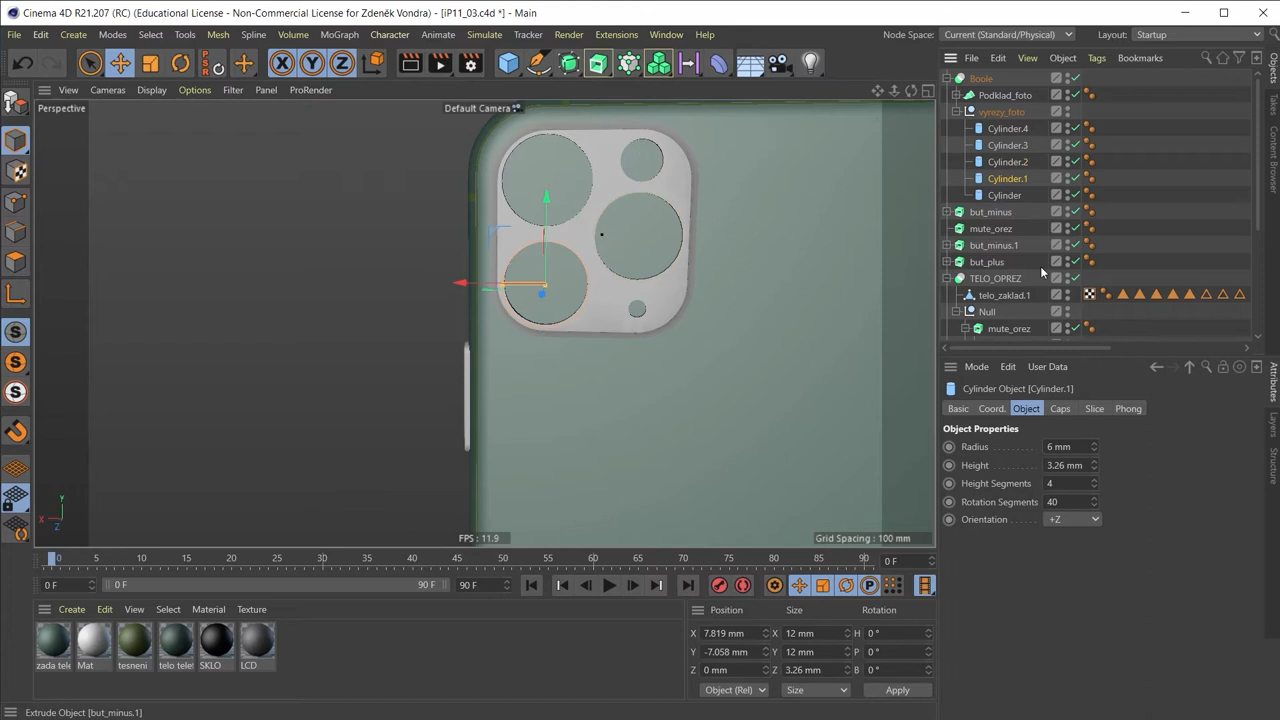 Cinema 4D R21.207 (RC) (Educational License - Non-Commercial License for Zdeněk Vondra) - [iP11_03.c4d *] - Main
File Edit Create Modes Select Tools Mesh Spline Volume MoGraph Character Animate Simulate Tracker Render Extensions Window Help
Node Space: Current (Standard/Physical) Layout: Startup
View Cameras Display Options Filter Panel ProRender
Perspective
Default Camera
FPS : 11.9
Grid Spacing : 100 mm
Y
X
Z
File Edit View Object Tags Bookmarks
Boole
Podklad_foto
vyrezy_foto
Cylinder.4
Cylinder.3
Cylinder.2
Cylinder.1
Cylinder
but_minus
mute_orez
but_minus.1
but_plus
TELO_OPREZ
telo_zaklad.1
Null
mute_orez
Objects
Takes
Content Browser
Attributes
Layers
Structure
Mode Edit User Data
Cylinder Object [Cylinder.1]
Basic Coord. Object Caps Slice Phong
Object Properties
Radius 6 mm
Height 3.26 mm
Height Segments 4
Rotation Segments 40
Orientation +Z
0 5 10 15 20 25 30 35 40 45 50 55 60 65 70 75 80 85 90 0 F
0 F 0 F 90 F 90 F
Create Edit View Select Material Texture
zada tele Mat tesneni telo telef SKLO LCD
Position Size Rotation
X 7.819 mm X 12 mm H 0 °
Y -7.058 mm Y 12 mm P 0 °
Z 0 mm Z 3.26 mm B 0 °
Object (Rel) Size Apply
Extrude Object [but_minus.1]